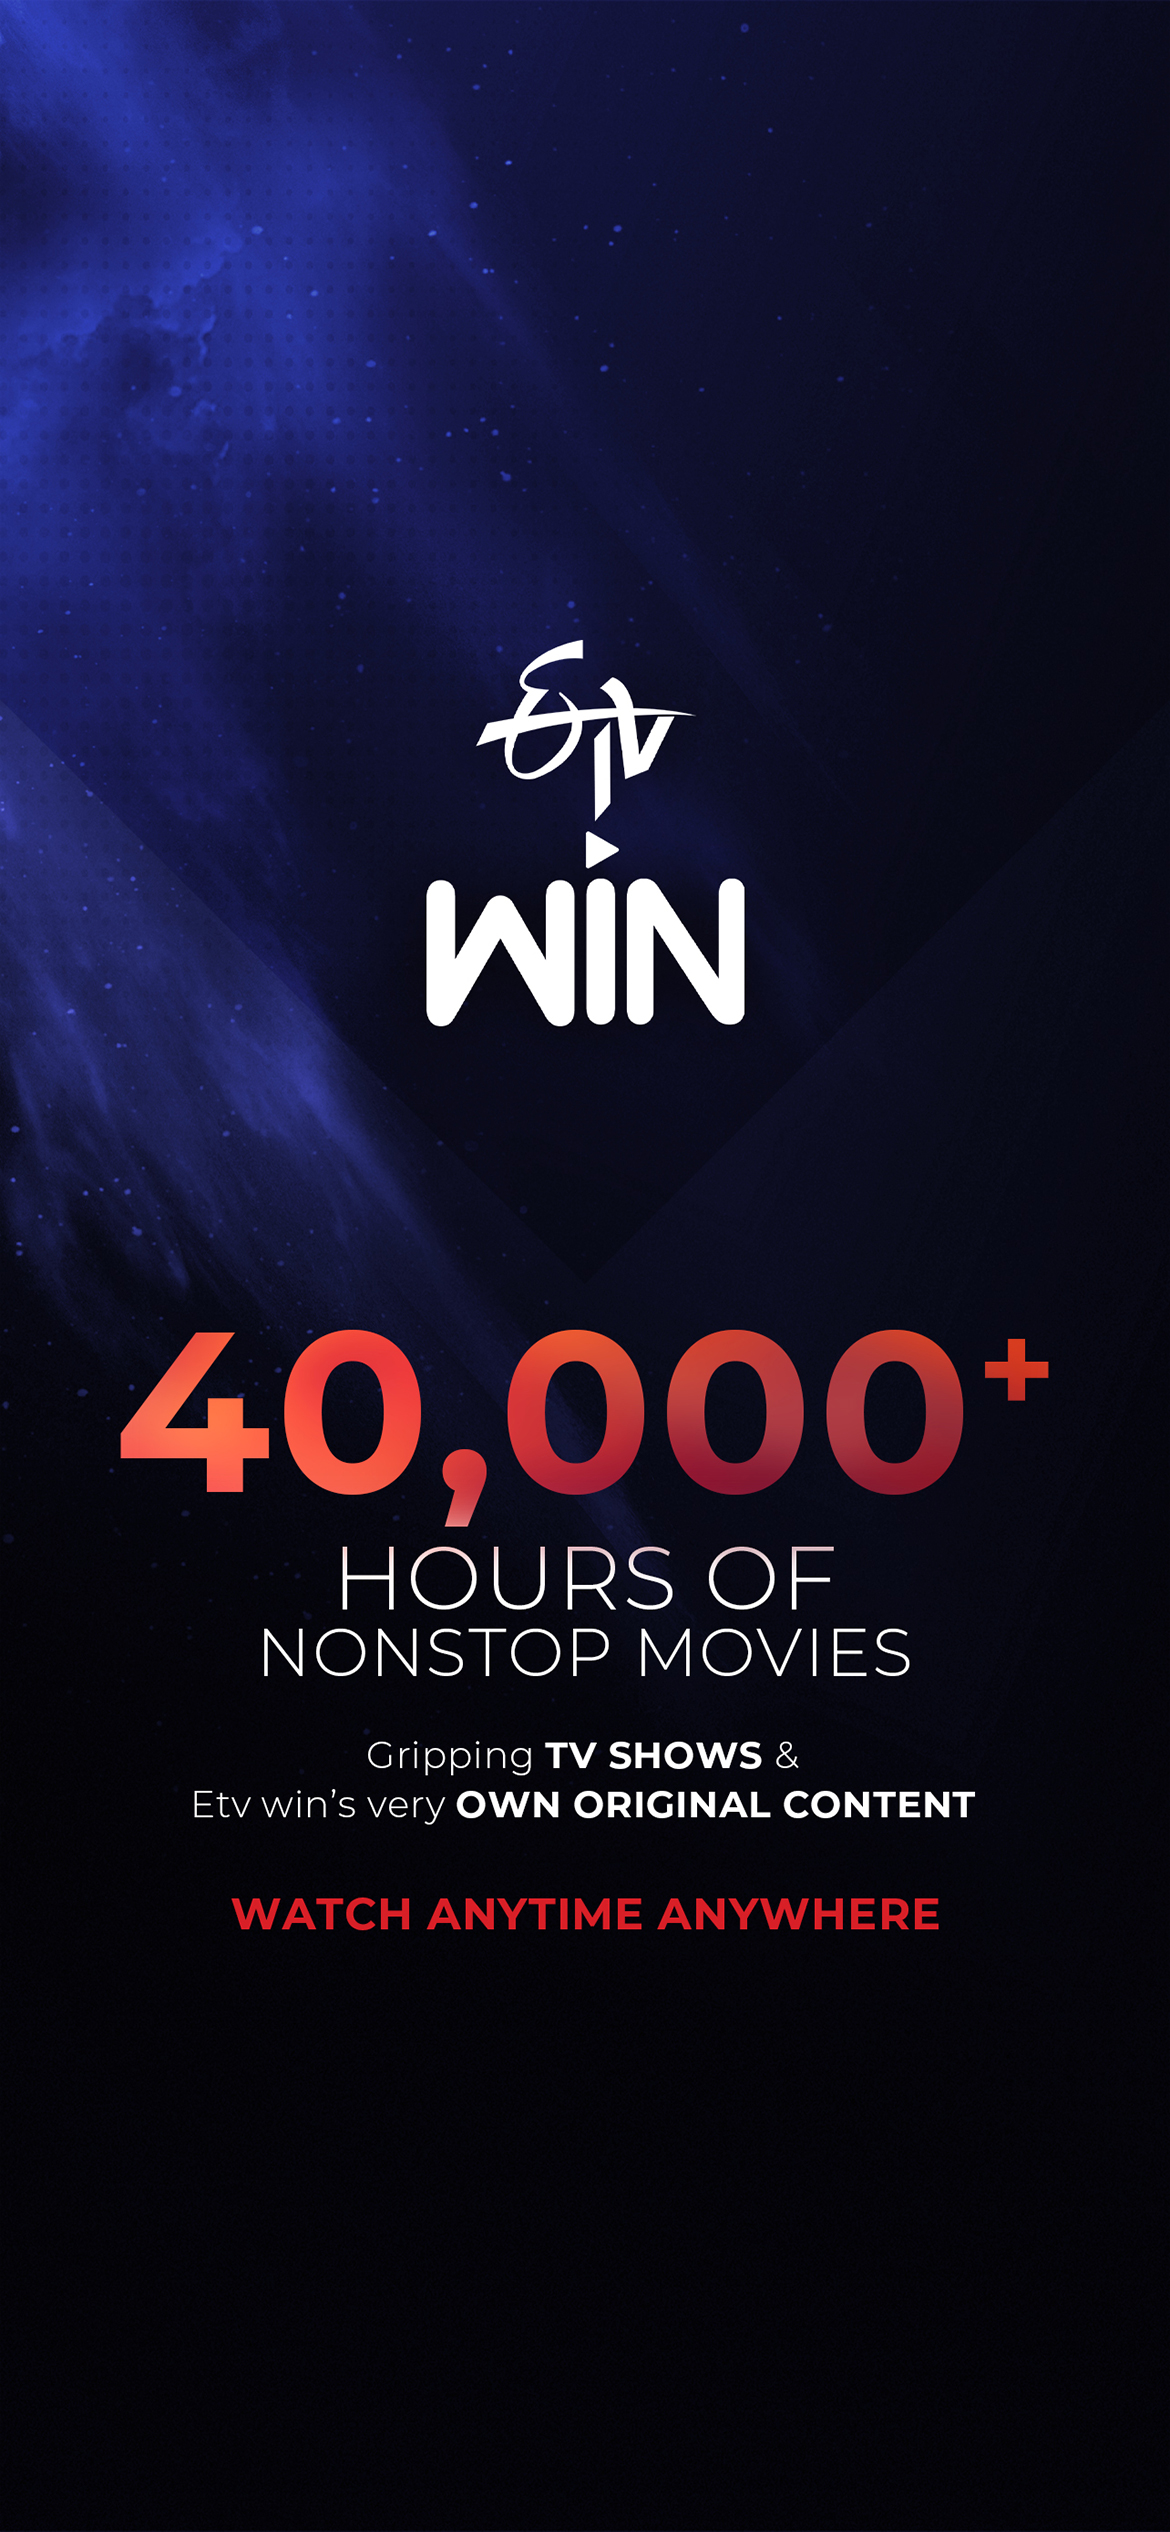 ETV
WIN
40,000+
HOURS OF
NONSTOP MOVIES
Gripping TV SHOWS &
Etv win's very OWN ORIGINAL CONTENT
WATCH ANYTIME ANYWHERE